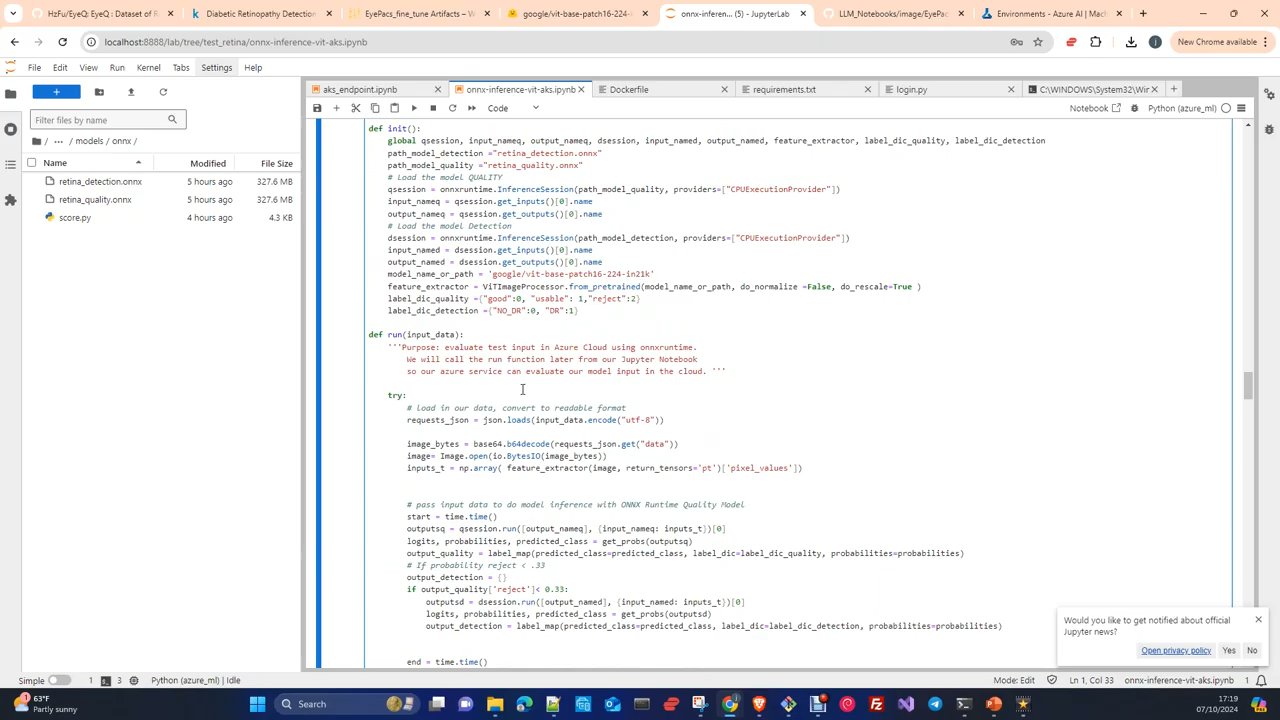 HzFu/EyeQ: EyeQ : Dataset of R
Diabetic Retinopathy Detection
EyePacs_fine_tune Artifacts – W
google/vit-base-patch16-224-
onnx-inferen... (5) - JupyterLab
LLM_Notebooks/image/EyePac
Environments - Azure AI | Mach
localhost:8888/lab/tree/test_retina/onnx-inference-vit-aks.ipynb
New Chrome available
File Edit View Run Kernel Tabs Settings Help
aks_endpoint.ipynb
onnx-inference-vit-aks.ipynb
Dockerfile
requirements.txt
login.py
C:\WINDOWS\System32\Wir
Code
Notebook
Python (azure_ml)
Filter files by name
/ ... / models / onnx /
Name Modified File Size
retina_detection.onnx 5 hours ago 327.6 MB
retina_quality.onnx 5 hours ago 327.6 MB
score.py 4 hours ago 4.3 KB
def init():
global qsession, input_nameq, output_nameq, dsession, input_named, output_named, feature_extractor, label_dic_quality, label_dic_detection
path_model_detection ="retina_detection.onnx"
path_model_quality ="retina_quality.onnx"
# Load the model QUALITY
qsession = onnxruntime.InferenceSession(path_model_quality, providers=["CPUExecutionProvider"])
input_nameq = qsession.get_inputs()[0].name
output_nameq = qsession.get_outputs()[0].name
# Load the model Detection
dsession = onnxruntime.InferenceSession(path_model_detection, providers=["CPUExecutionProvider"])
input_named = dsession.get_inputs()[0].name
output_named = dsession.get_outputs()[0].name
model_name_or_path = 'google/vit-base-patch16-224-in21k'
feature_extractor = ViTImageProcessor.from_pretrained(model_name_or_path, do_normalize =False, do_rescale=True )
label_dic_quality ={"good":0, "usable": 1,"reject":2}
label_dic_detection ={"NO_DR":0, "DR":1}
def run(input_data):
'''Purpose: evaluate test input in Azure Cloud using onnxruntime.
We will call the run function later from our Jupyter Notebook
so our azure service can evaluate our model input in the cloud. '''
try:
# load in our data, convert to readable format
requests_json = json.loads(input_data.encode("utf-8"))
image_bytes = base64.b64decode(requests_json.get("data"))
image= Image.open(io.BytesIO(image_bytes))
inputs_t = np.array( feature_extractor(image, return_tensors='pt')['pixel_values'])
# pass input data to do model inference with ONNX Runtime Quality Model
start = time.time()
outputsq = qsession.run([output_nameq], {input_nameq: inputs_t})[0]
logits, probabilities, predicted_class = get_probs(outputsq)
output_quality = label_map(predicted_class=predicted_class, label_dic=label_dic_quality, probabilities=probabilities)
# If probability reject < .33
output_detection = {}
if output_quality['reject']< 0.33:
outputsd = dsession.run([output_named], {input_named: inputs_t})[0]
logits, probabilities, predicted_class = get_probs(outputsd)
output_detection = label_map(predicted_class=predicted_class, label_dic=label_dic_detection, probabilities=probabilities)
end = time.time()
Would you like to get notified about official
Jupyter news?
Open privacy policy Yes No
Simple 1 3 Python (azure_ml) | Idle
Mode: Edit Ln 1, Col 33 onnx-inference-vit-aks.ipynb 1
63°F
Partly sunny
Search
17:19
07/10/2024